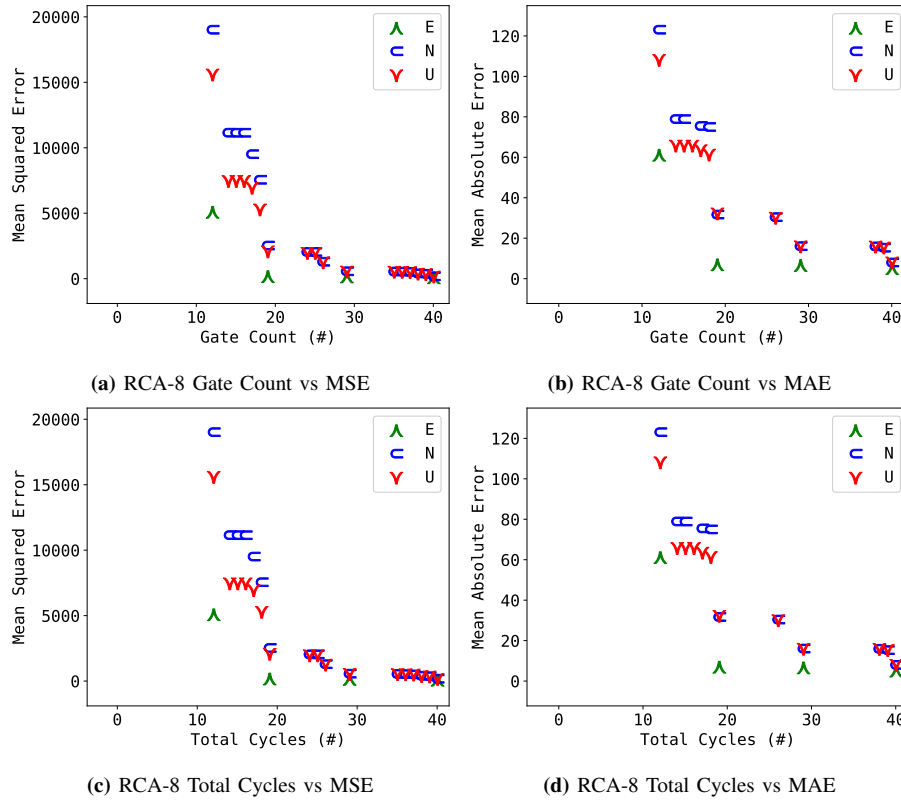 20000
15000
10000
5000
0
Mean Squared Error
0 10 20 30 40
Gate Count (#)
E
N
U
120
100
80
60
40
20
0
Mean Absolute Error
0 10 20 30 40
Gate Count (#)
E
N
U
(a) RCA-8 Gate Count vs MSE
(b) RCA-8 Gate Count vs MAE
20000
15000
10000
5000
0
Mean Squared Error
0 10 20 30 40
Total Cycles (#)
E
N
U
120
100
80
60
40
20
0
Mean Absolute Error
0 10 20 30 40
Total Cycles (#)
E
N
U
(c) RCA-8 Total Cycles vs MSE
(d) RCA-8 Total Cycles vs MAE